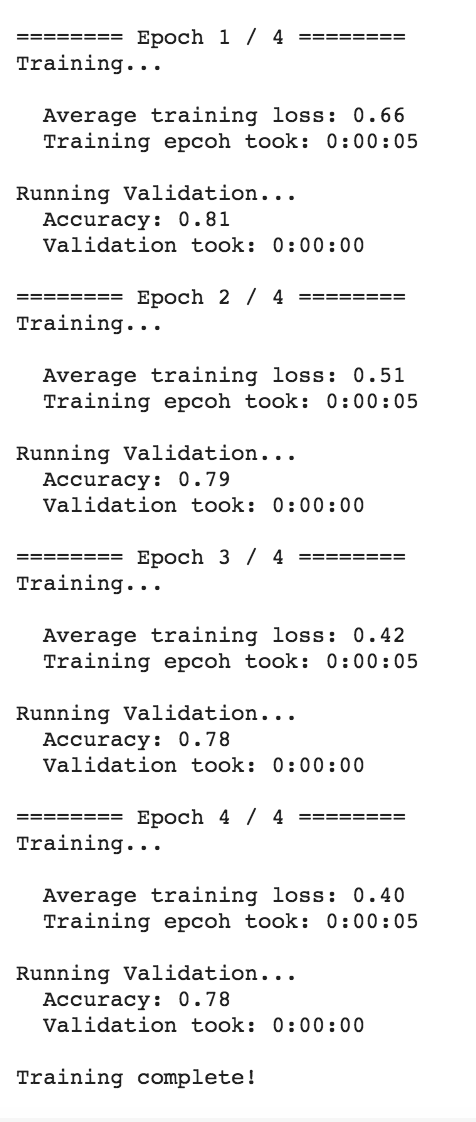 ======== Epoch 1 / 4 ========
Training...
Average training loss: 0.66
Training epcoh took: 0:00:05
Running Validation...
Accuracy: 0.81
Validation took: 0:00:00
======== Epoch 2 / 4 ========
Training...
Average training loss: 0.51
Training epcoh took: 0:00:05
Running Validation...
Accuracy: 0.79
Validation took: 0:00:00
======== Epoch 3 / 4 ========
Training...
Average training loss: 0.42
Training epcoh took: 0:00:05
Running Validation...
Accuracy: 0.78
Validation took: 0:00:00
======== Epoch 4 / 4 ========
Training...
Average training loss: 0.40
Training epcoh took: 0:00:05
Running Validation...
Accuracy: 0.78
Validation took: 0:00:00
Training complete!